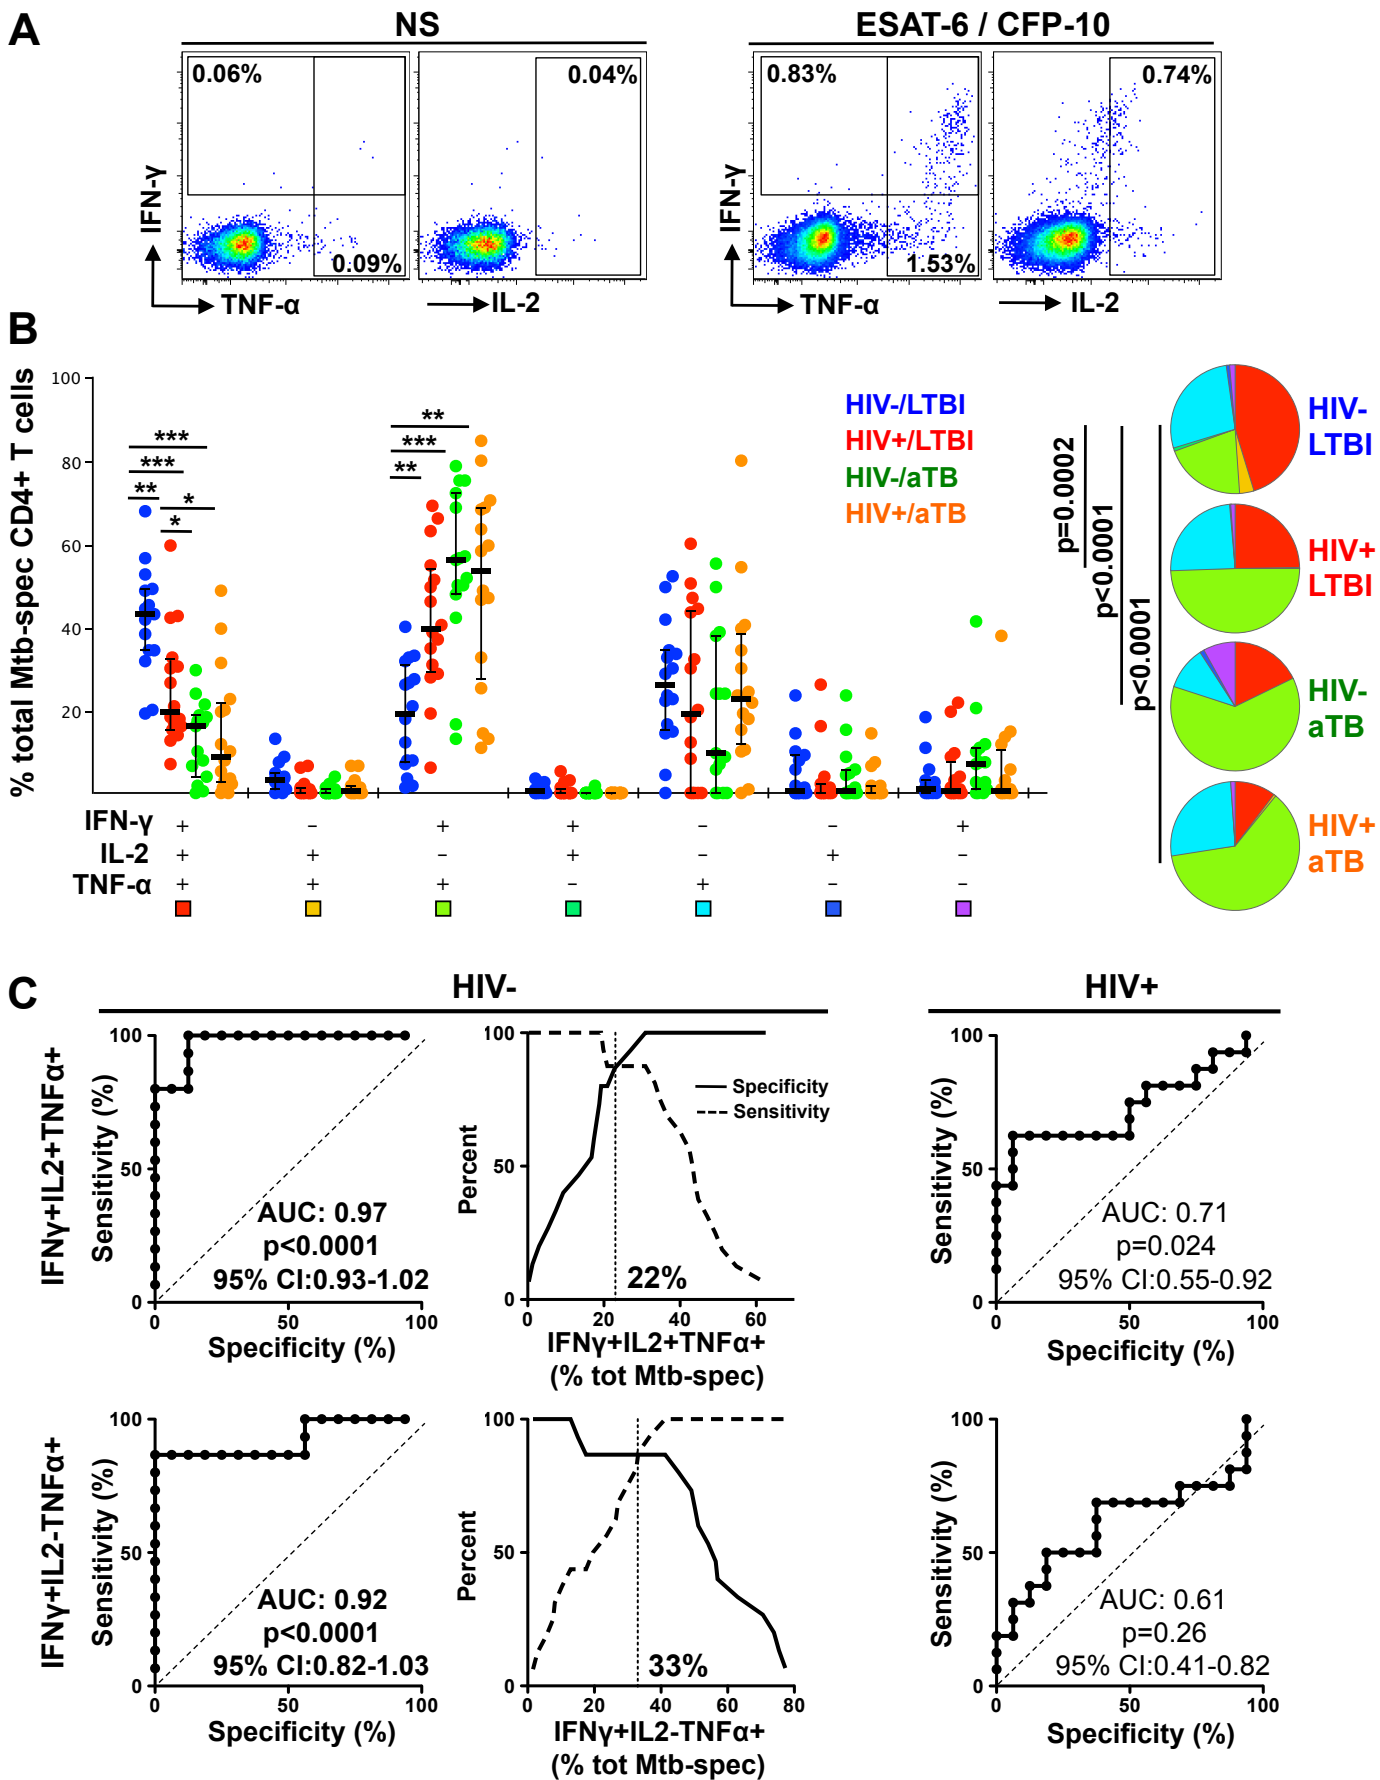 A
NS
ESAT-6 / CFP-10
0.06%
0.04%
0.83%
0.74%
0.09%
1.53%
IFN-γ
TNF-α
IL-2
IFN-γ
TNF-α
IL-2
B
% total Mtb-spec CD4+ T cells
100
80
60
40
20
***
***
**
*
*
**
***
**
HIV-/LTBI
HIV+/LTBI
HIV-/aTB
HIV+/aTB
p=0.0002
p<0.0001
p<0.0001
HIV-
LTBI
HIV+
LTBI
HIV-
aTB
HIV+
aTB
IFN-γ + – + + – – +
IL-2 + + – + – + –
TNF-α + + + – + – –
C
HIV-
HIV+
IFNγ+IL2+TNFα+
Sensitivity (%)
100
50
0
AUC: 0.97
p<0.0001
95% CI:0.93-1.02
0 50 100
Specificity (%)
Percent
100
50
0
Specificity
Sensitivity
22%
0 20 40 60
IFNγ+IL2+TNFα+
(% tot Mtb-spec)
Sensitivity (%)
100
50
0
AUC: 0.71
p=0.024
95% CI:0.55-0.92
0 50 100
Specificity (%)
IFNγ+IL2-TNFα+
Sensitivity (%)
100
50
0
AUC: 0.92
p<0.0001
95% CI:0.82-1.03
0 50 100
Specificity (%)
Percent
100
50
0
33%
0 20 40 60 80
IFNγ+IL2-TNFα+
(% tot Mtb-spec)
Sensitivity (%)
100
50
0
AUC: 0.61
p=0.26
95% CI:0.41-0.82
0 50 100
Specificity (%)